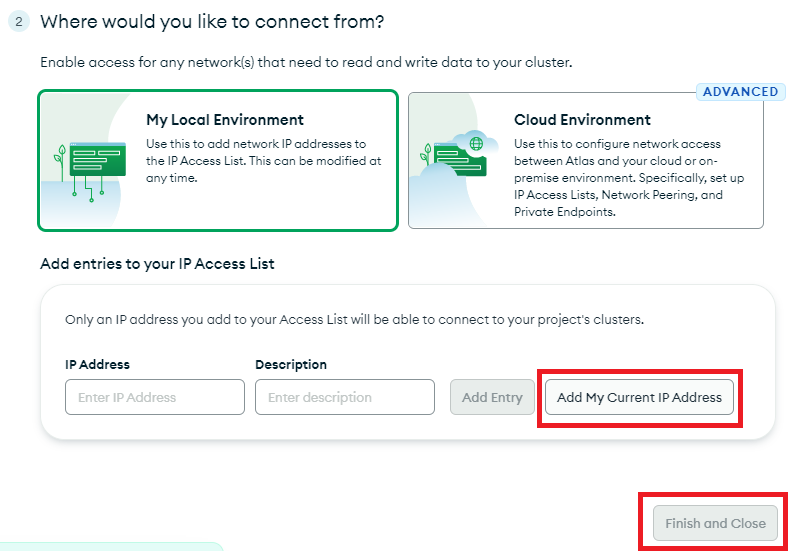 2 Where would you like to connect from?
Enable access for any network(s) that need to read and write data to your cluster.
ADVANCED
My Local Environment
Use this to add network IP addresses to
the IP Access List. This can be modified at
any time.
Cloud Environment
Use this to configure network access
between Atlas and your cloud or on-
premise environment. Specifically, set up
IP Access Lists, Network Peering, and
Private Endpoints.
Add entries to your IP Access List
Only an IP address you add to your Access List will be able to connect to your project's clusters.
IP Address Description
Enter IP Address Enter description Add Entry Add My Current IP Address
Finish and Close